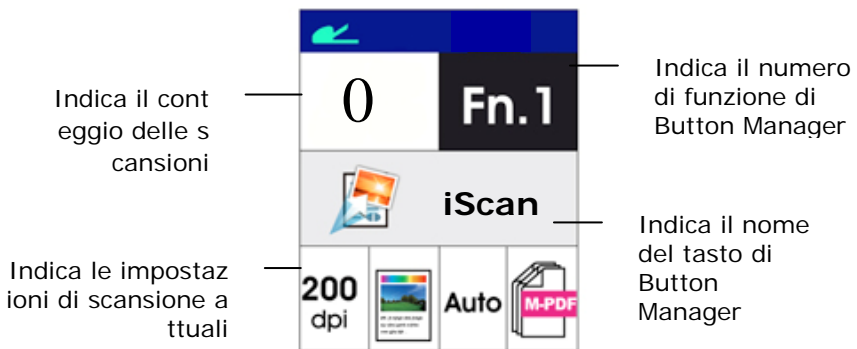 Indica il cont
eggio delle s
cansioni
0
Fn.1
Indica il numero
di funzione di
Button Manager
iScan
Indica il nome
del tasto di
Button
Manager
Indica le impostaz
ioni di scansione a
ttuali
200
dpi
Auto
M-PDF